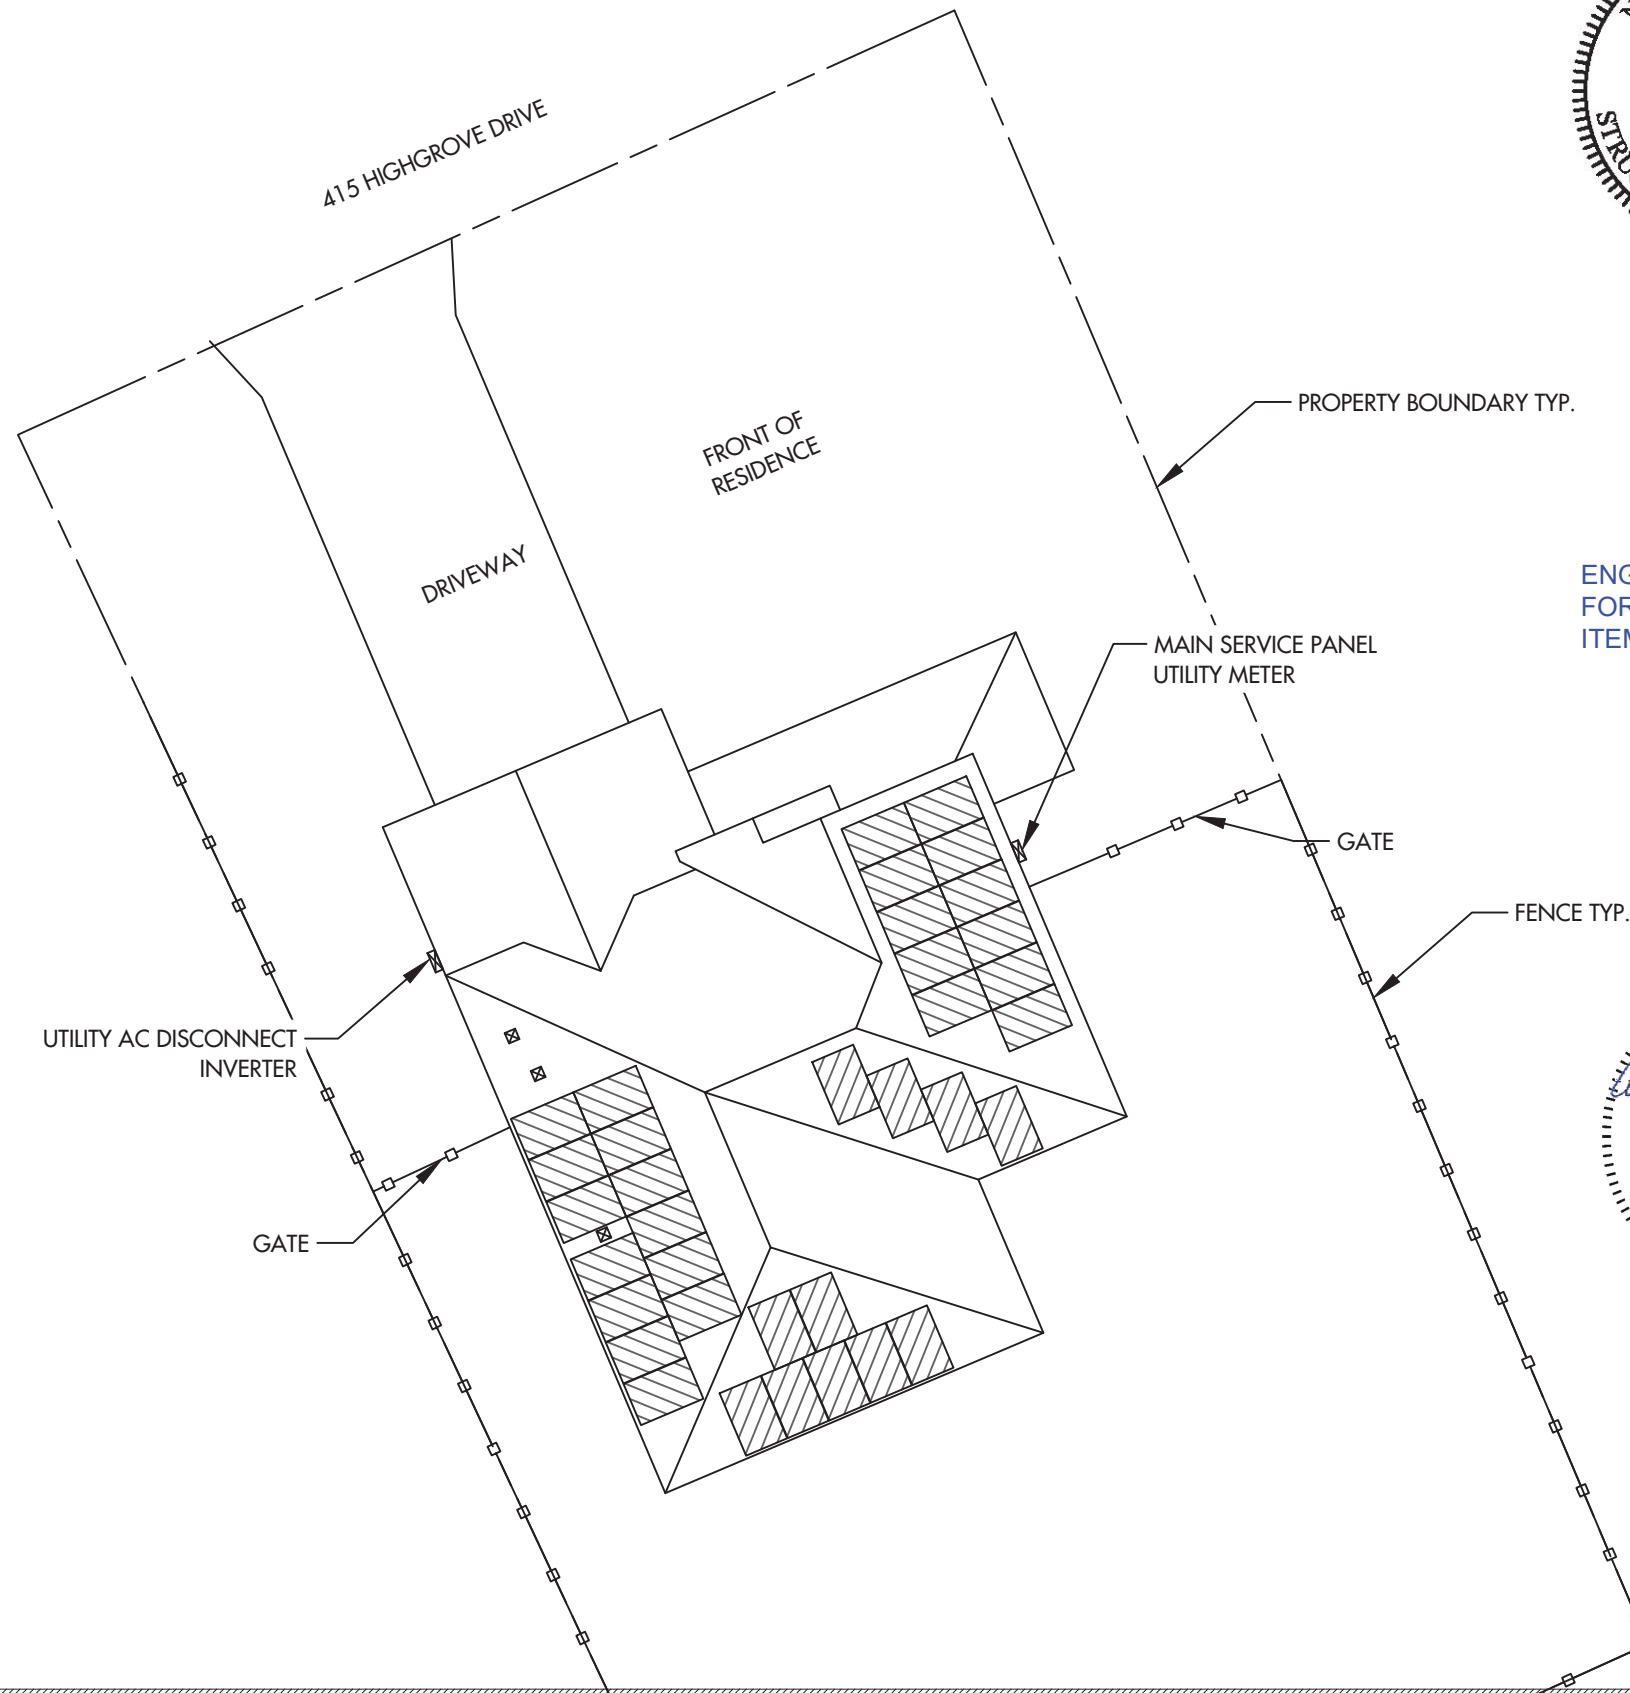 415 HIGHGROVE DRIVE
PROPERTY BOUNDARY TYP.
FRONT OF
RESIDENCE
DRIVEWAY
MAIN SERVICE PANEL
UTILITY METER
GATE
FENCE TYP.
UTILITY AC DISCONNECT
INVERTER
GATE
FOR